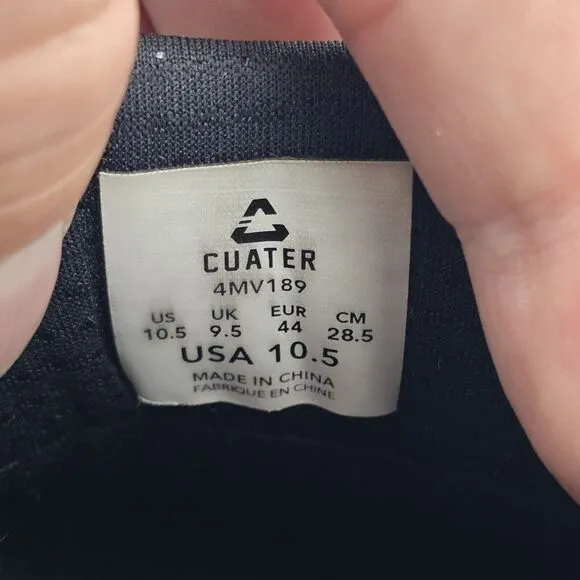 CUATER
4MV189
US UK EUR CM
10.5 9.5 44 28.5
USA 10.5
MADE IN CHINA
FABRIQUE EN CHINE